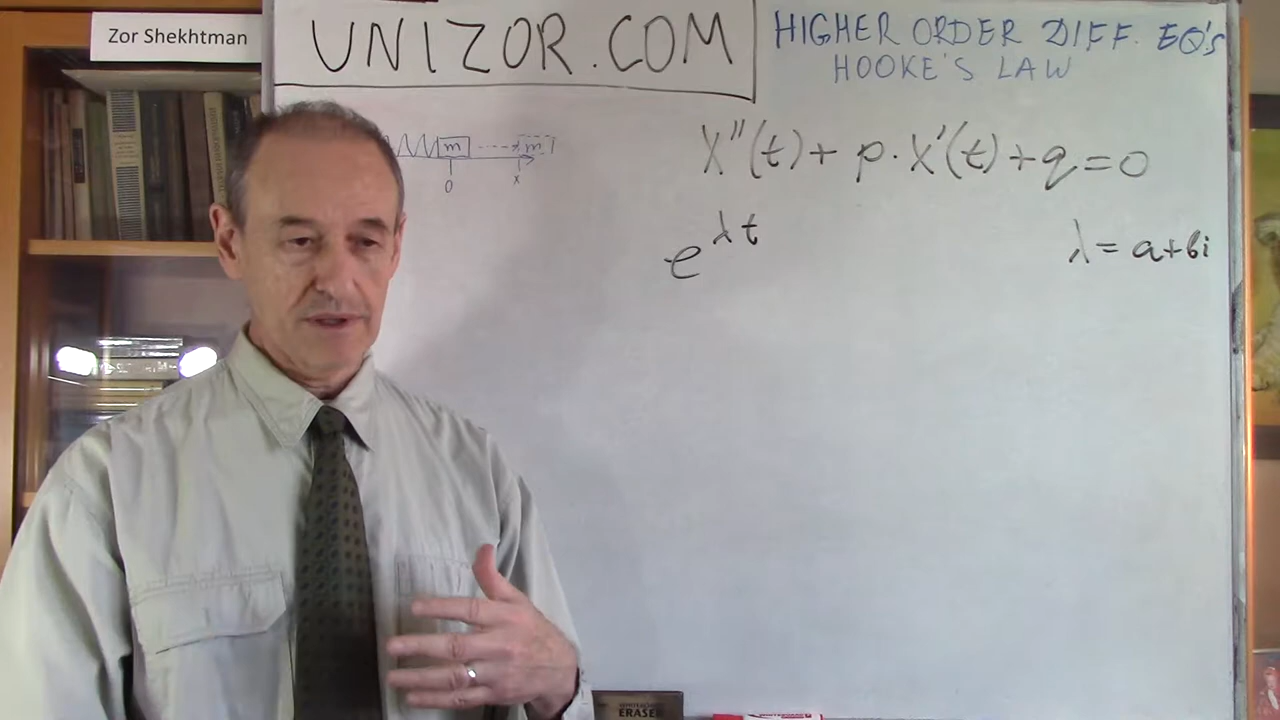 Zor Shekhtman
UNIZOR.COM
HIGHER ORDER DIFF. EQ's
HOOKE'S LAW
m m
0 x
X''(t) + p · X'(t) + q = 0
e^{λt}
λ = a + bi
ERASER